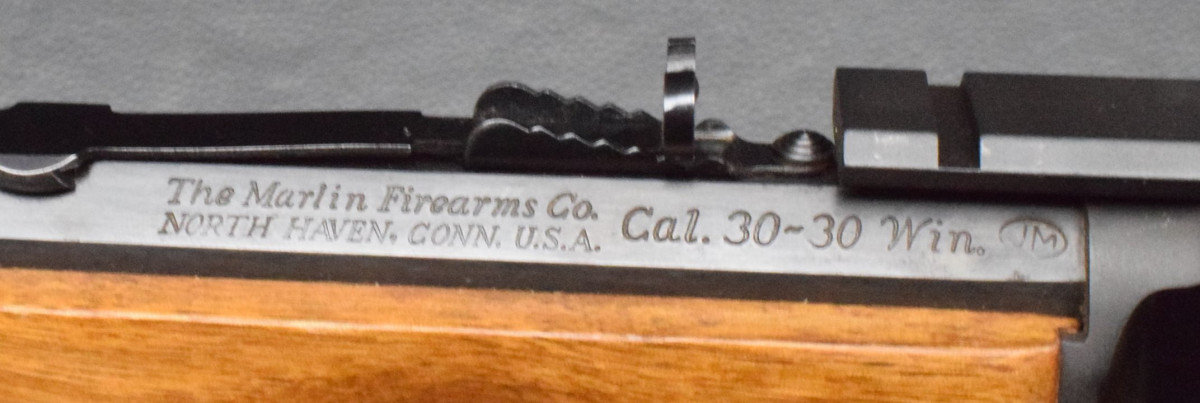 The Marlin Firearms Co.
NORTH HAVEN, CONN. U.S.A.
Cal. 30~30 Win.
JM